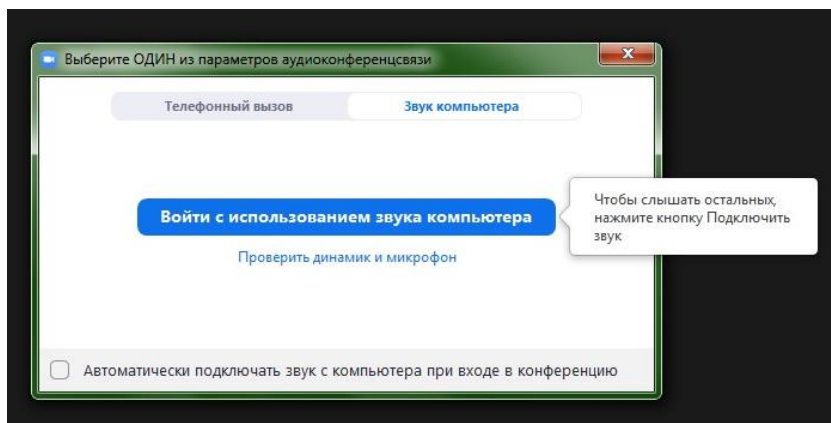 Выберите ОДИН из параметров аудиоконференцсвязи
Телефонный вызов
Звук компьютера
Войти с использованием звука компьютера
Чтобы слышать остальных,
нажмите кнопку Подключить
звук
Проверить динамик и микрофон
Автоматически подключать звук с компьютера при входе в конференцию